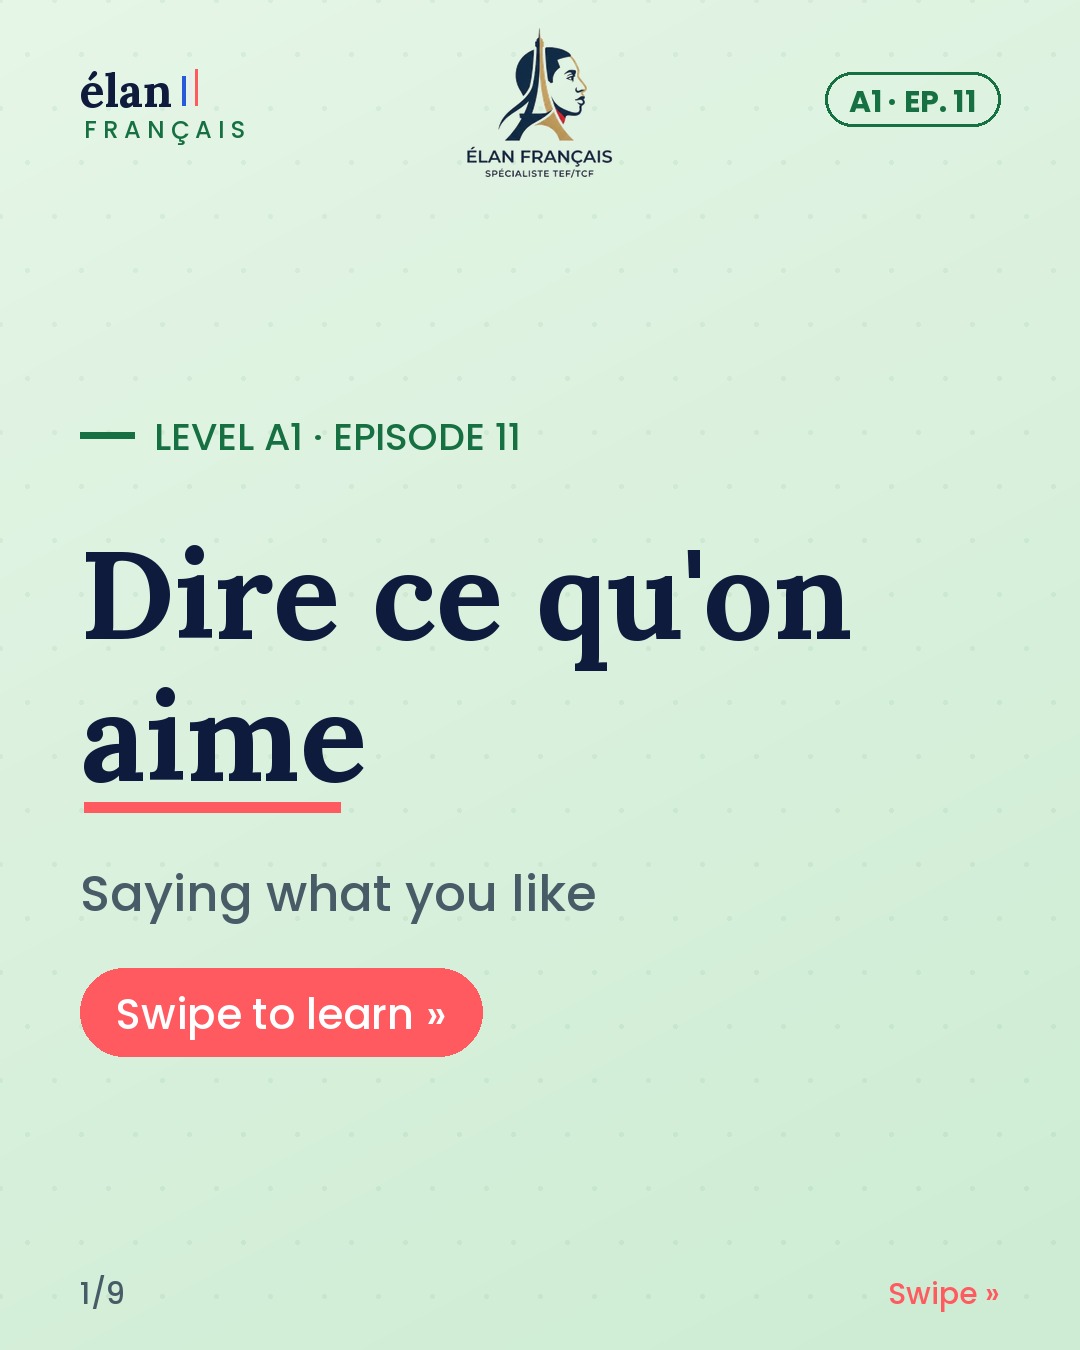 élan
FRANÇAIS
ÉLAN FRANÇAIS
SPÉCIALISTE TEF/TCF
A1 · EP. 11
LEVEL A1 · EPISODE 11
Dire ce qu'on
aime
Saying what you like
Swipe to learn »
1/9
Swipe »